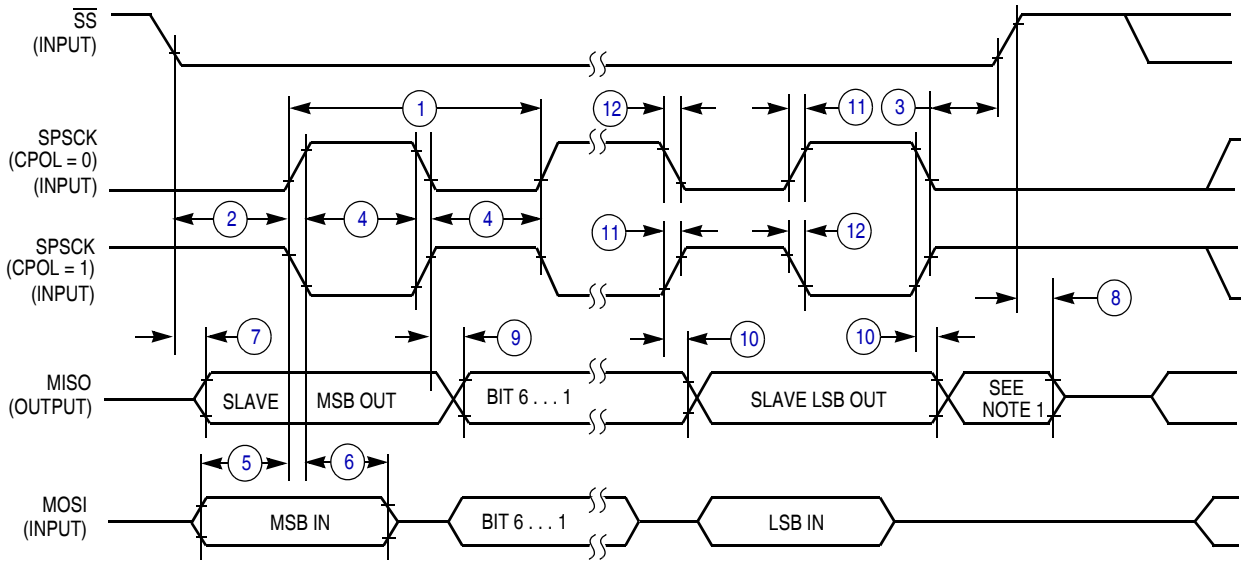 SS
(INPUT)
1
12
11
3
SPSCK
(CPOL = 0)
(INPUT)
2
4
4
11
12
SPSCK
(CPOL = 1)
(INPUT)
7
9
10
10
8
MISO
(OUTPUT)
SLAVE
MSB OUT
BIT 6 . . . 1
SLAVE LSB OUT
SEE
NOTE 1
5
6
MOSI
(INPUT)
MSB IN
BIT 6 . . . 1
LSB IN